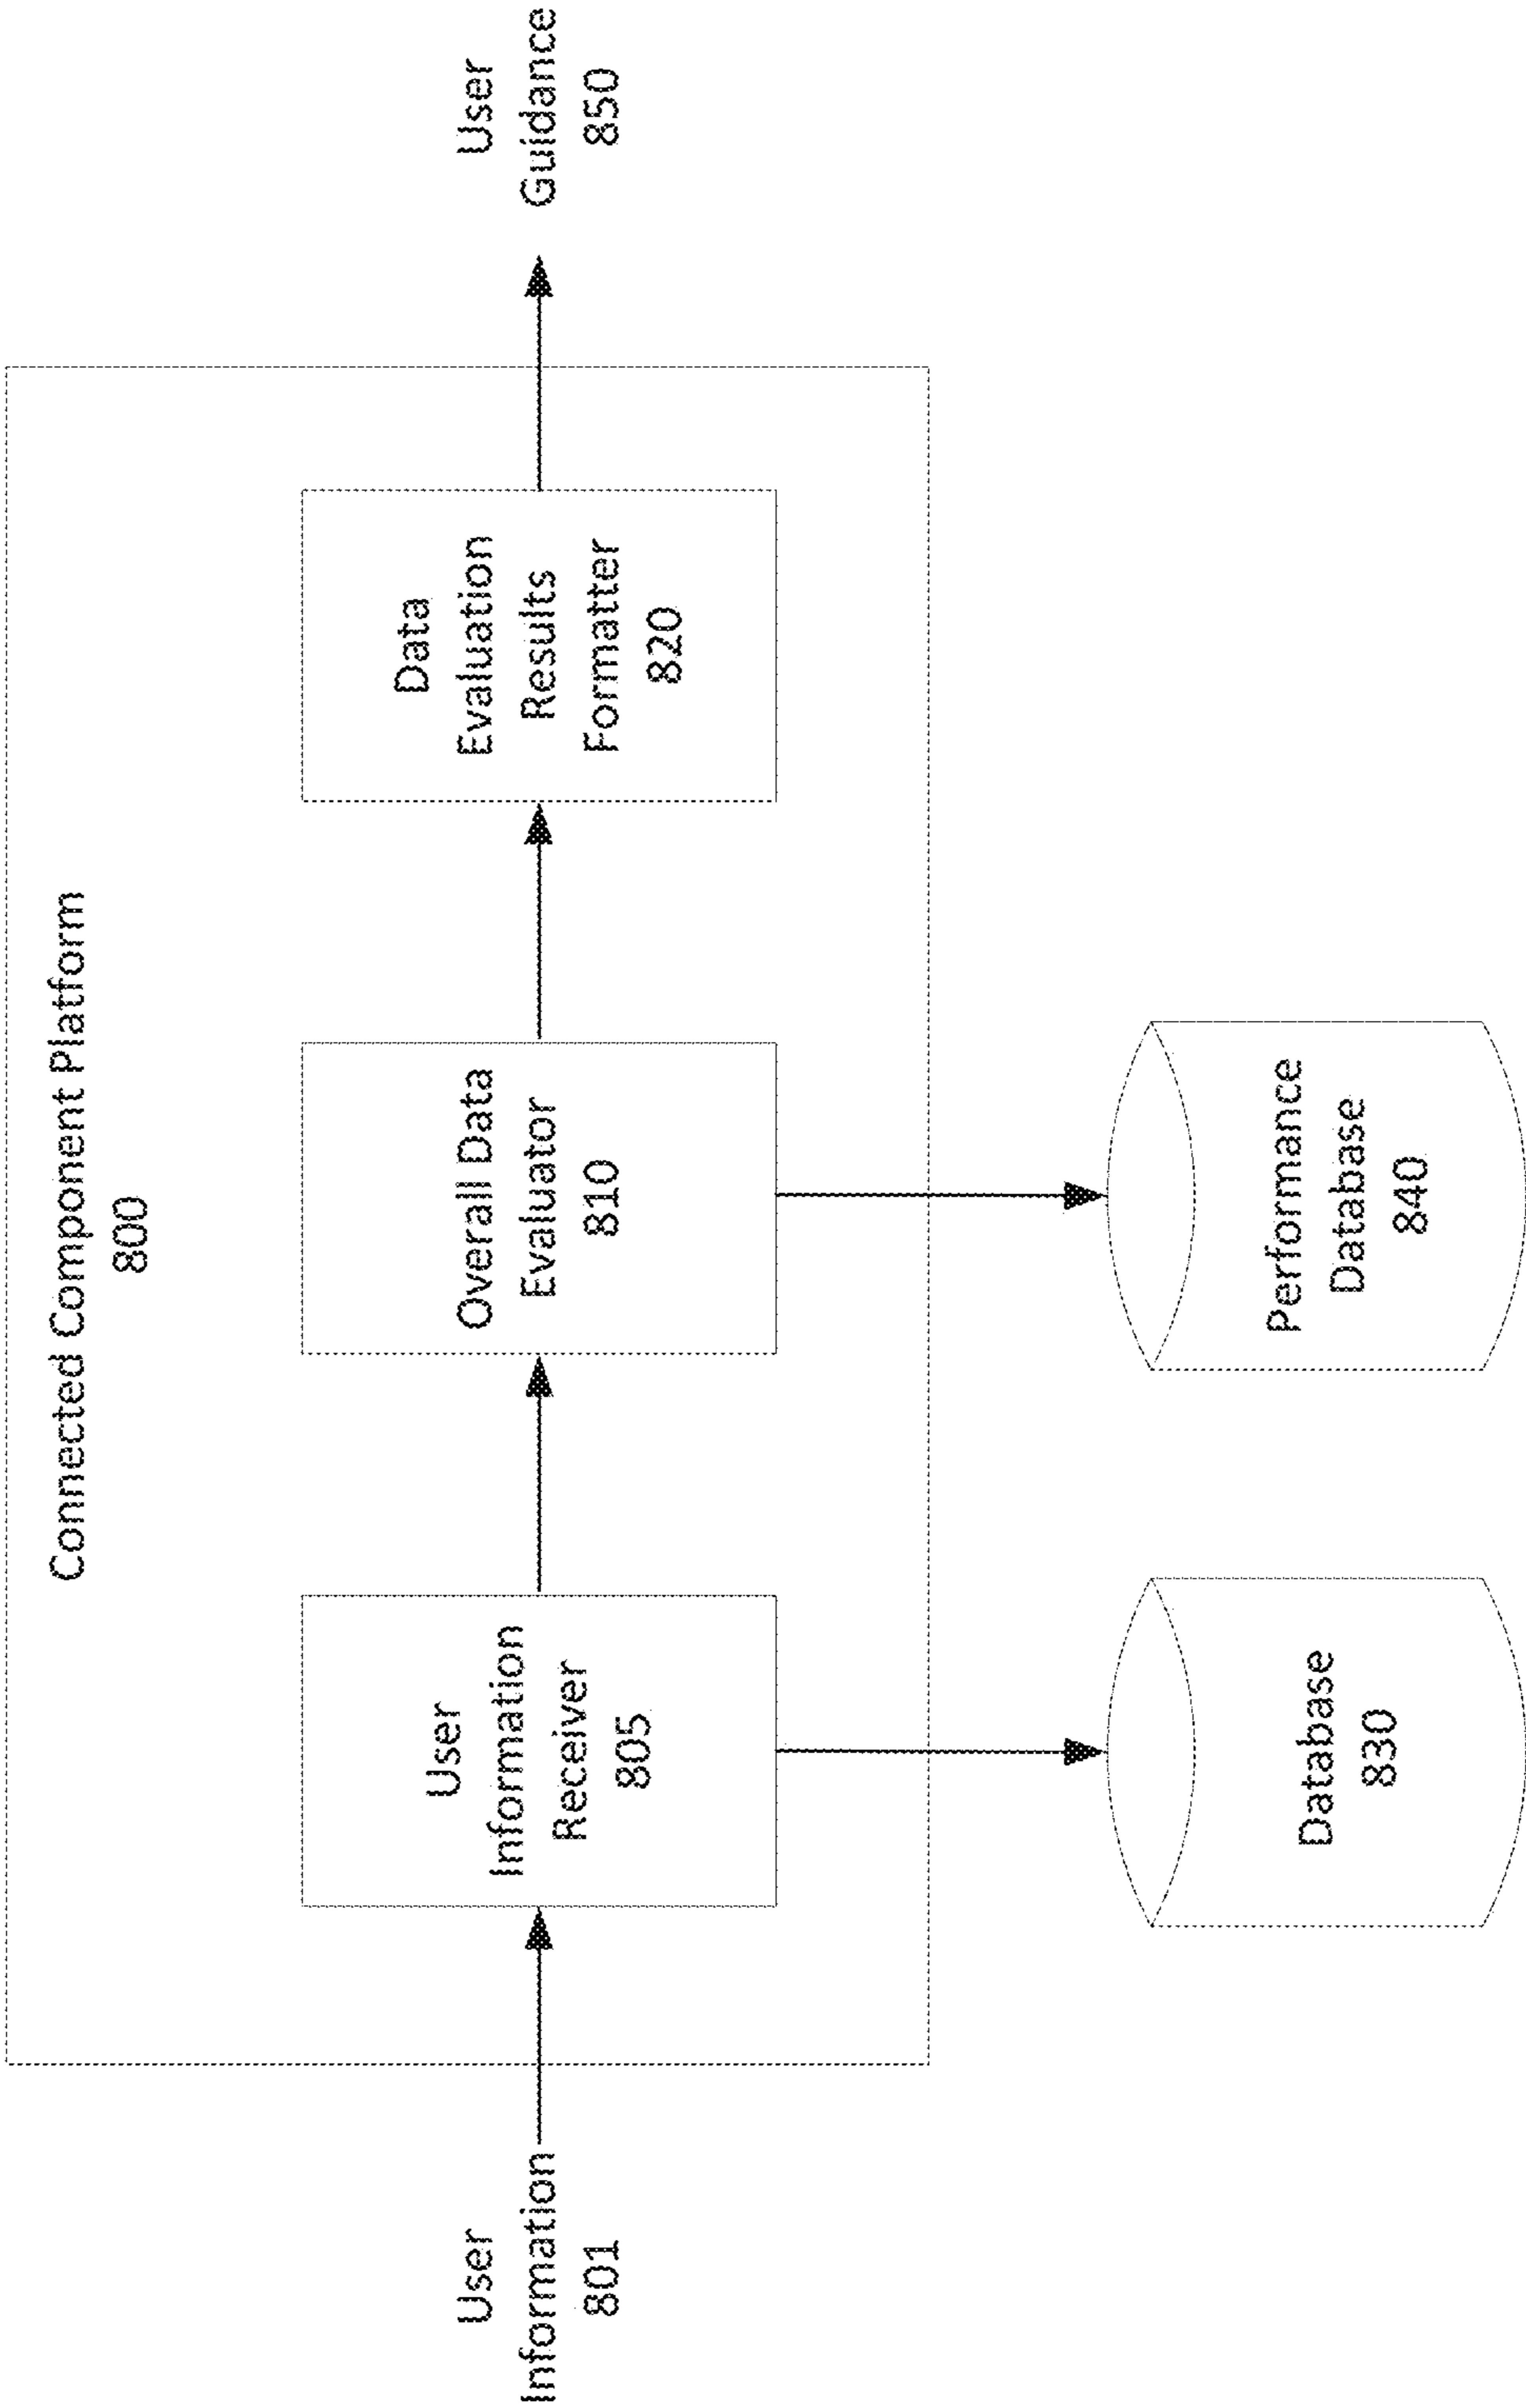 Connected Component Platform
800
User
Information
801
User
Information
Receiver
805
Overall Data
Evaluator
810
Data
Evaluation
Results
Formatter
820
User
Guidance
850
Database
830
Performance
Database
840